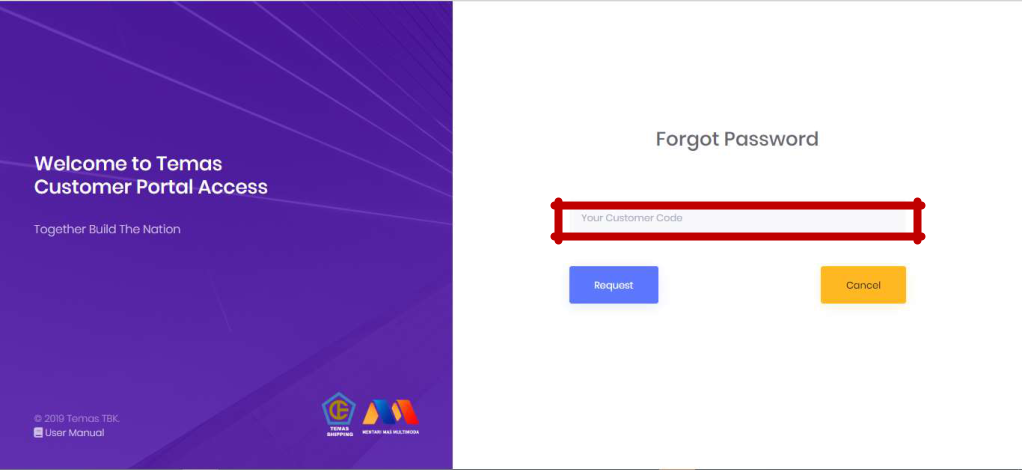 Welcome to Temas
Customer Portal Access
Together Build The Nation
© 2019 Temas TBK.
User Manual
TEMAS
SHIPPING
MENTARI MAS MULTIMODA
Forgot Password
Your Customer Code
Request
Cancel